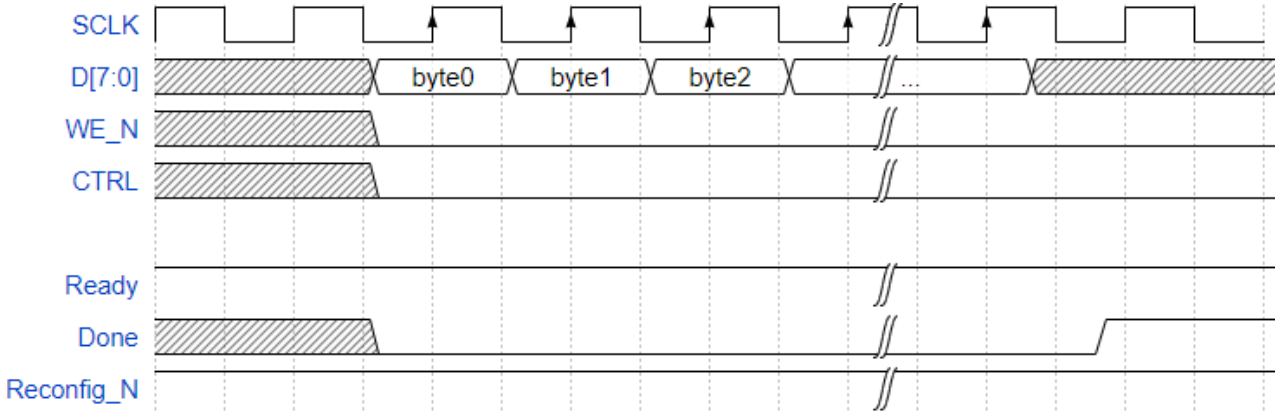 SCLK
D[7:0] byte0 byte1 byte2 ...
WE_N
CTRL
Ready
Done
Reconfig_N